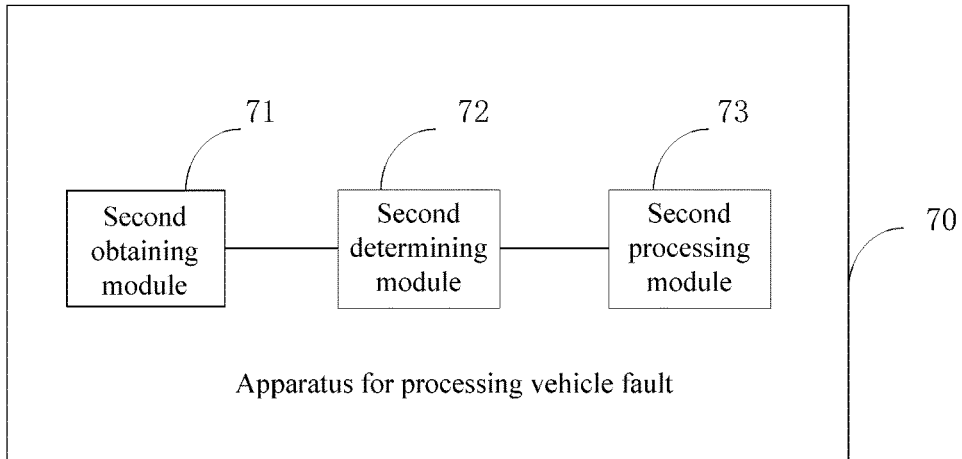 71
72
73
Second
obtaining
module
Second
determining
module
Second
processing
module
70
Apparatus for processing vehicle fault